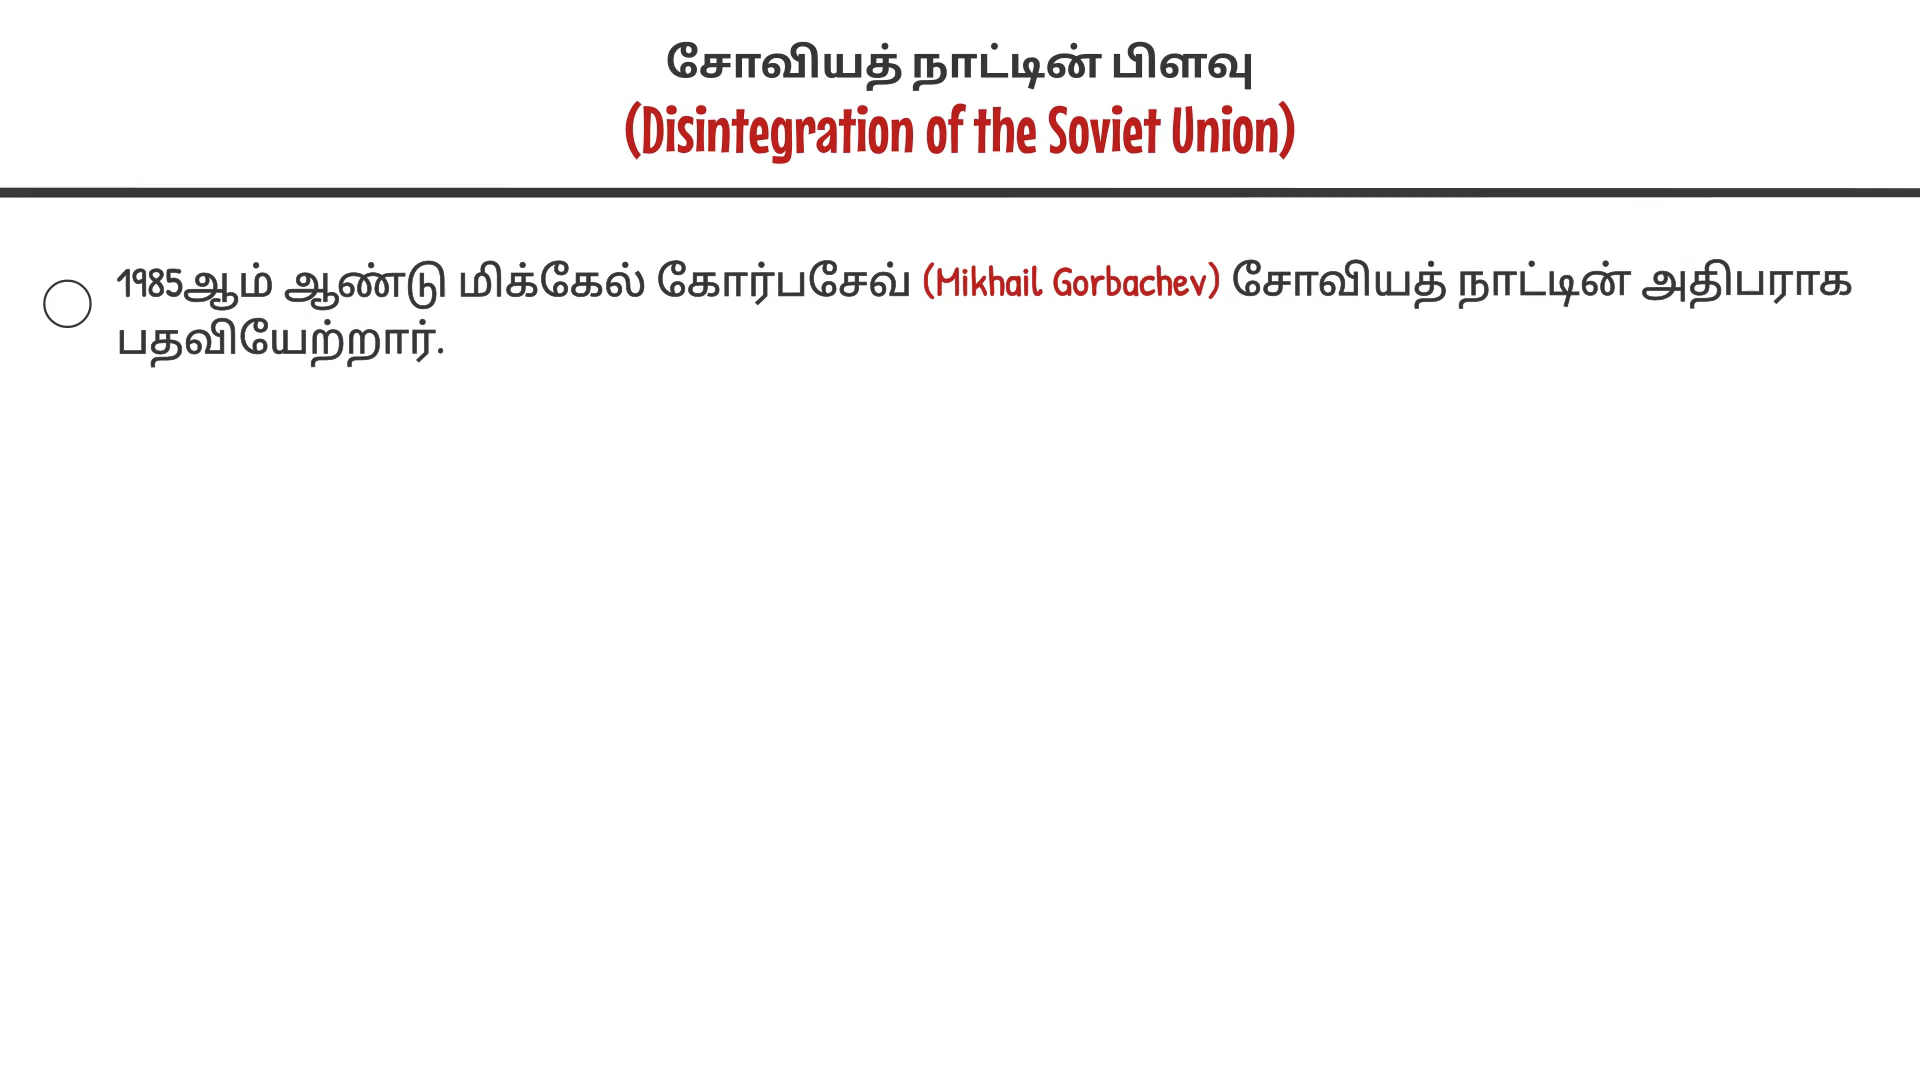 சோவியத் நாட்டின் பிளவு
(Disintegration of the Soviet Union)
1985ஆம் ஆண்டு மிக்கேல் கோர்பசேவ் (Mikhail Gorbachev) சோவியத் நாட்டின் அதிபராக
பதவியேற்றார்.